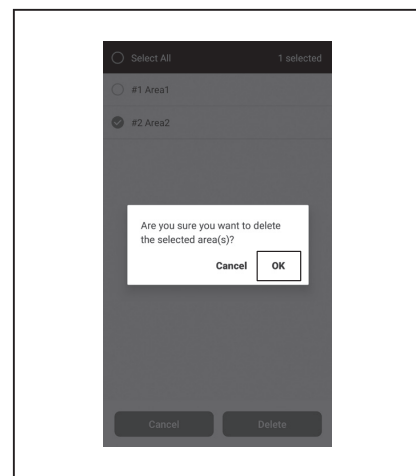 Select All 1 selected
#1 Area1
#2 Area2
Are you sure you want to delete
the selected area(s)?
Cancel OK
Cancel Delete